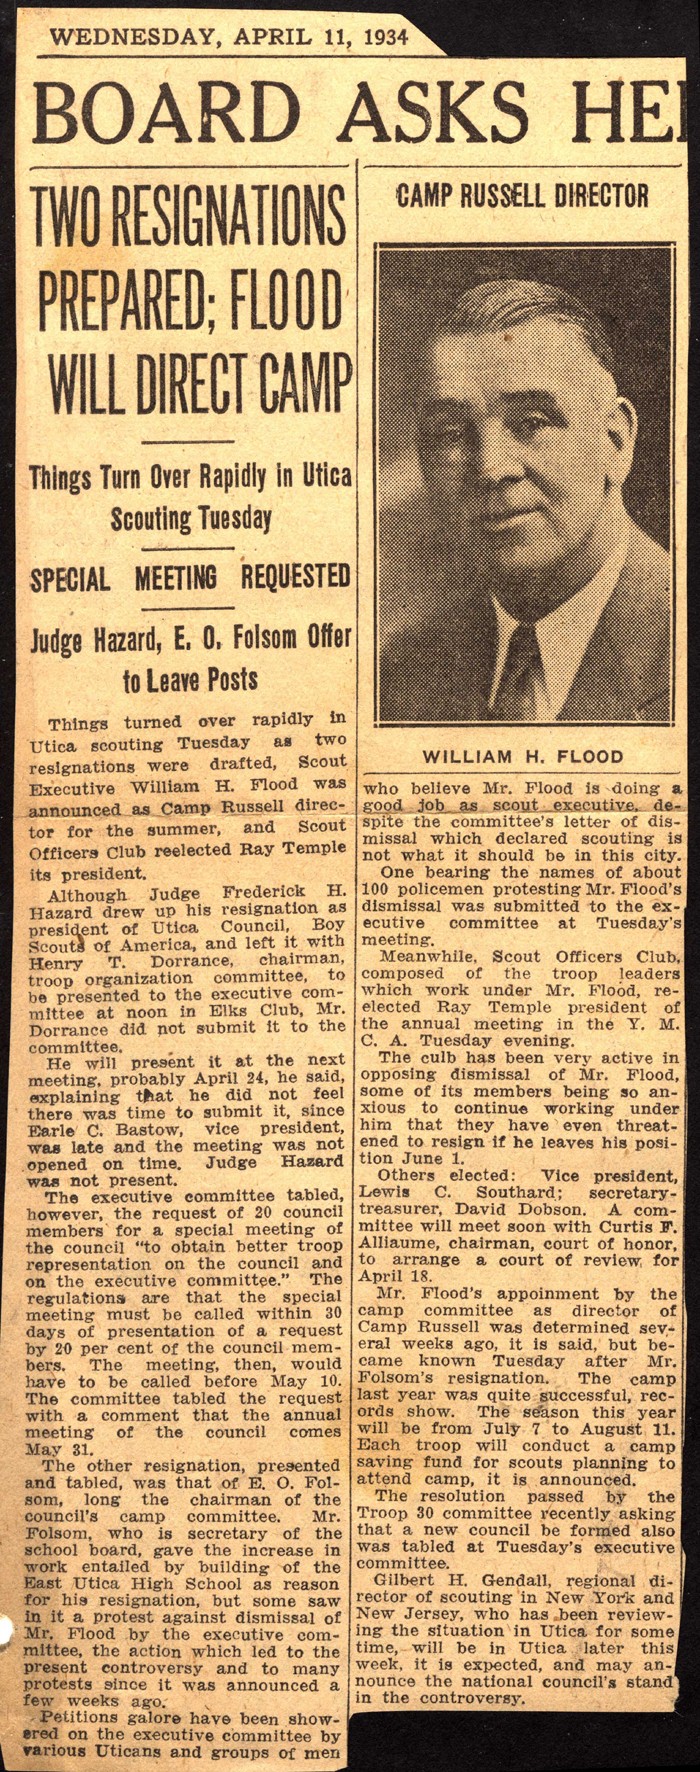 WEDNESDAY, APRIL 11, 1934
BOARD ASKS
TWO RESIGNATIONS
PREPARED; FLOOD
WILL DIRECT CAMP
Things Turn Over Rapidly in Utica
Scouting Tuesday
SPECIAL MEETING REQUESTED
Judge Hazard, E. O. Folsom Offer
to Leave Posts
Things turned over rapidly in
Utica scouting Tuesday as two
resignations were drafted, Scout
Executive William H. Flood was
announced as Camp Russell direc-
tor for the summer, and Scout
Officers Club reelected Ray Temple
its president.
Although Judge Frederick H.
Hazard drew up his resignation as
president of Utica Council, Boy
Scouts of America, and left it with
Henry T. Dorrance, chairman,
troop organization committee, to
be presented to the executive com-
mittee at noon in Elks Club, Mr.
Dorrance did not submit it to the
committee.
He will present it at the next
meeting, probably April 24, he said,
explaining that he did not feel
there was time to submit it, since
Earle C. Bastow, vice president,
was late and the meeting was not
opened on time. Judge Hazard
was not present.
The executive committee tabled,
however, the request of 20 council
members for a special meeting of
the council "to obtain better troop
representation on the council and
on the executive committee." The
regulations are that the special
meeting must be called within 30
days of presentation of a request
by 20 per cent of the council mem-
bers. The meeting, then, would
have to be called before May 10.
The committee tabled the request
with a comment that the annual
meeting of the council comes
May 31.
The other resignation, presented
and tabled, was that of E. O. Fol-
som, long the chairman of the
council's camp committee. Mr.
Folsom, who is secretary of the
school board, gave the increase in
work entailed by building of the
East Utica High School as reason
for his resignation, but some saw
in it a protest against dismissal of
Mr. Flood by the executive com-
mittee, the action which led to the
present controversy and to many
protests since it was announced a
few weeks ago.
Petitions galore have been show-
ered on the executive committee by
various Uticans and groups of men
CAMP RUSSELL DIRECTOR
WILLIAM H. FLOOD
who believe Mr. Flood is doing a
good job as scout executive, de-
spite the committee's letter of dis-
missal which declared scouting is
not what it should be in this city.
One bearing the names of about
100 policemen protesting Mr. Flood's
dismissal was submitted to the ex-
ecutive committee at Tuesday's
meeting.
Meanwhile, Scout Officers Club,
composed of the troop leaders
which work under Mr. Flood, re-
elected Ray Temple president of
the annual meeting in the Y. M.
C. A. Tuesday evening.
The culb has been very active in
opposing dismissal of Mr. Flood,
some of its members being so an-
xious to continue working under
him that they have even threat-
ened to resign if he leaves his posi-
tion June 1.
Others elected: Vice president,
Lewis C. Southard; secretary-
treasurer, David Dobson. A com-
mittee will meet soon with Curtis F.
Alliaume, chairman, court of honor,
to arrange a court of review for
April 18.
Mr. Flood's appoinment by the
camp committee as director of
Camp Russell was determined sev-
eral weeks ago, it is said, but be-
came known Tuesday after Mr.
Folsom's resignation. The camp
last year was quite successful, rec-
ords show. The season this year
will be from July 7 to August 11.
Each troop will conduct a camp
saving fund for scouts planning to
attend camp, it is announced.
The resolution passed by the
Troop 30 committee recently asking
that a new council be formed also
was tabled at Tuesday's executive
committee.
Gilbert H. Gendall, regional di-
rector of scouting in New York and
New Jersey, who has been review-
ing the situation in Utica for some
time, will be in Utica later this
week, it is expected, and may an-
nounce the national council's stand
in the controversy.